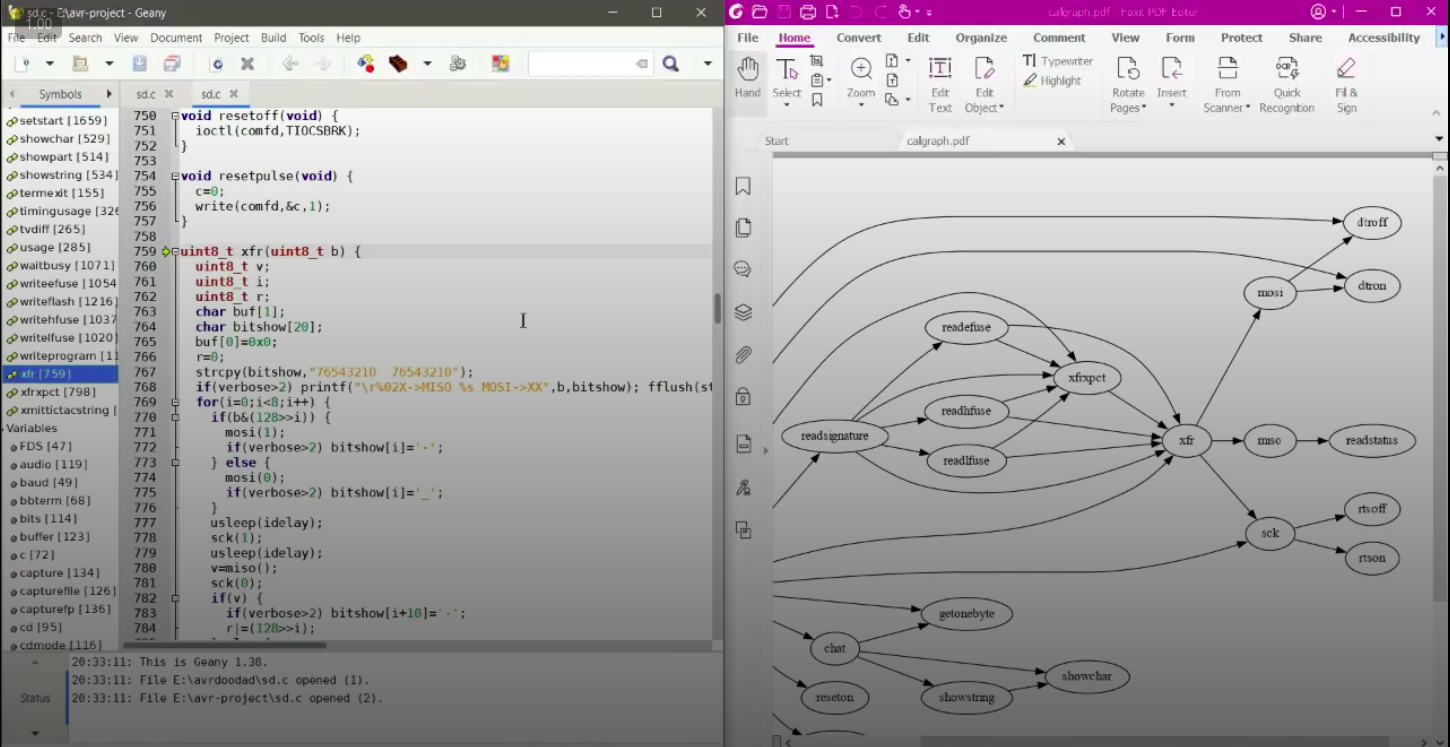 sd.c - E:\avr-project - Geany
1.00
File Edit Search View Document Project Build Tools Help
Symbols
sd.c
sd.c
setstart [1659]
showchar [529]
showpart [514]
showstring [534]
termexit [155]
timingusage [326
tvdiff [265]
usage [285]
waitbusy [1071]
writeefuse [1054
writeflash [1216]
writehfuse [1037
writelfuse [1020]
writeprogram [11
xfr [759]
xfrxpct [798]
xmittictacstring [
Variables
FDS [47]
audio [119]
baud [49]
bbterm [68]
bits [114]
buffer [123]
c [72]
capture [134]
capturefile [126]
capturefp [136]
cd [95]
cdmode [116]
750 void resetoff(void) {
751 ioctl(comfd,TIOCSBRK);
752 }
753
754 void resetpulse(void) {
755 c=0;
756 write(comfd,&c,1);
757 }
758
759 uint8_t xfr(uint8_t b) {
760 uint8_t v;
761 uint8_t i;
762 uint8_t r;
763 char buf[1];
764 char bitshow[20];
765 buf[0]=0x0;
766 r=0;
767 strcpy(bitshow,"76543210  76543210");
768 if(verbose>2) printf("\r%02X->MISO %s MOSI->XX",b,bitshow); fflush(st
769 for(i=0;i<8;i++) {
770 if(b&(128>>i)) {
771 mosi(1);
772 if(verbose>2) bitshow[i]='-';
773 } else {
774 mosi(0);
775 if(verbose>2) bitshow[i]='_';
776 }
777 usleep(idelay);
778 sck(1);
779 usleep(idelay);
780 v=miso();
781 sck(0);
782 if(v) {
783 if(verbose>2) bitshow[i+10]='-';
784 r|=(128>>i);
Status
20:33:11: This is Geany 1.38.
20:33:11: File E:\avrdoodad\sd.c opened (1).
20:33:11: File E:\avr-project\sd.c opened (2).
calgraph.pdf - Foxit PDF Editor
File Home Convert Edit Organize Comment View Form Protect Share Accessibility
Hand
Select
Zoom
Edit
Text
Edit
Object
Typewriter
Highlight
Rotate
Pages
Insert
From
Scanner
Quick
Recognition
Fill &
Sign
Start
calgraph.pdf
dtroff
dtron
mosi
readefuse
xfrxpct
readhfuse
readsignature
xfr
miso
readstatus
readlfuse
rtsoff
sck
rtson
getonebyte
chat
showchar
reseton
showstring